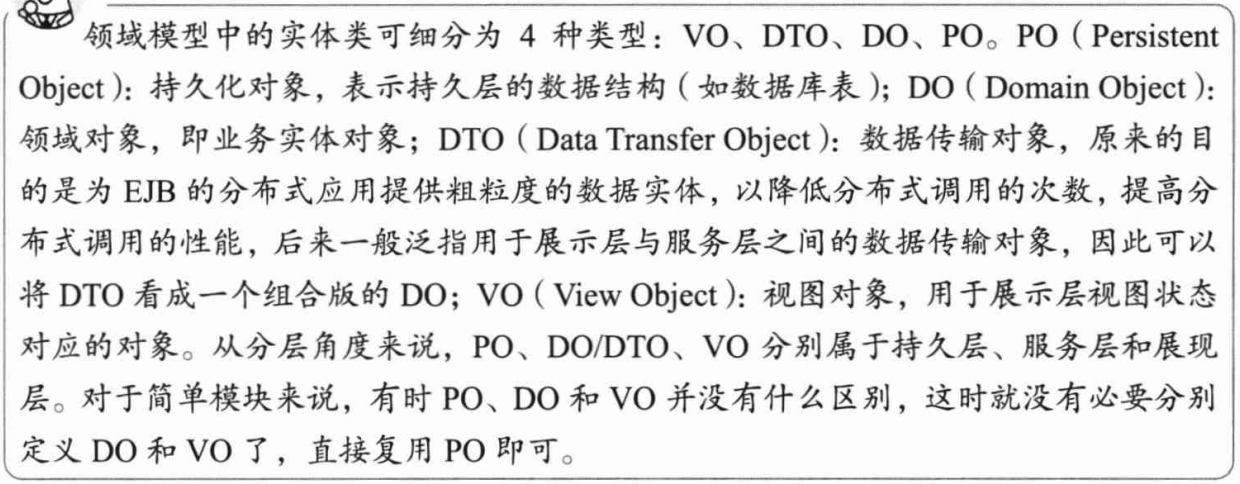 领域模型中的实体类可细分为 4 种类型：VO、DTO、DO、PO。PO（Persistent
Object）：持久化对象，表示持久层的数据结构（如数据库表）；DO（Domain Object）：
领域对象，即业务实体对象；DTO（Data Transfer Object）：数据传输对象，原来的目
的是为 EJB 的分布式应用提供粗粒度的数据实体，以降低分布式调用的次数，提高分
布式调用的性能，后来一般泛指用于展示层与服务层之间的数据传输对象，因此可以
将 DTO 看成一个组合版的 DO；VO（View Object）：视图对象，用于展示层视图状态
对应的对象。从分层角度来说，PO、DO/DTO、VO 分别属于持久层、服务层和展现
层。对于简单模块来说，有时 PO、DO 和 VO 并没有什么区别，这时就没有必要分别
定义 DO 和 VO 了，直接复用 PO 即可。